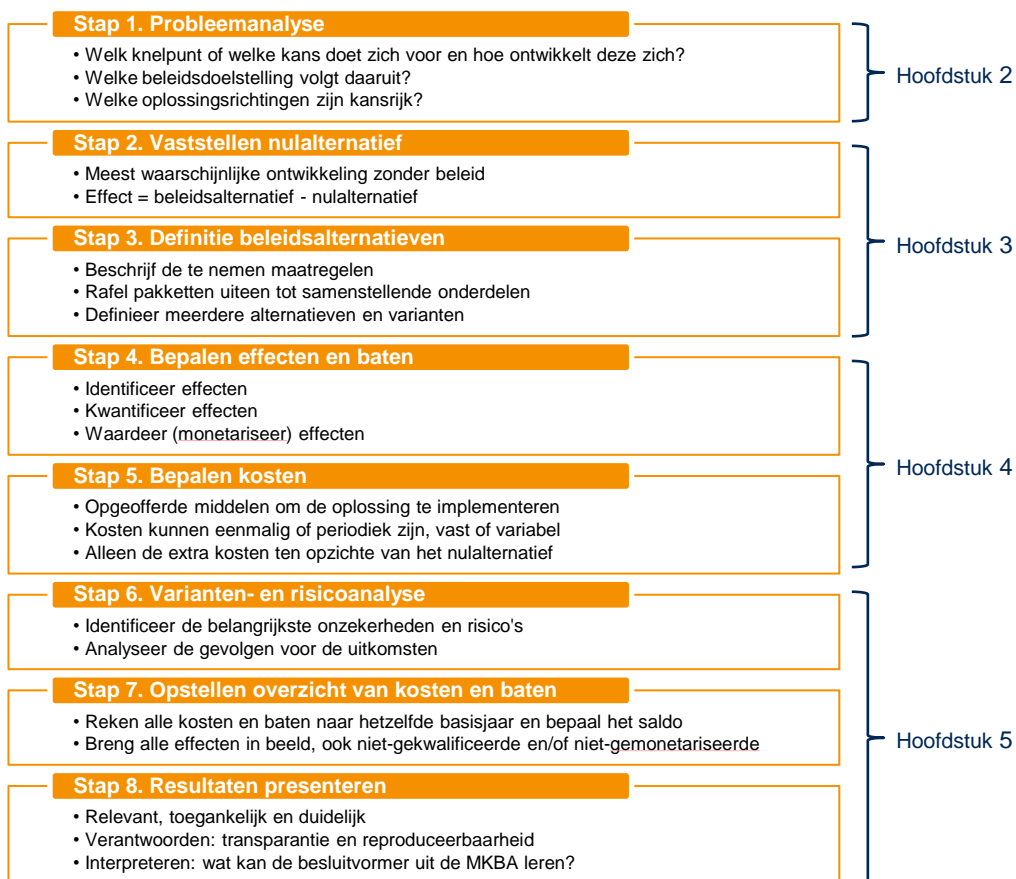 Stap 1. Probleemanalyse
• Welk knelpunt of welke kans doet zich voor en hoe ontwikkelt deze zich?
• Welke beleidsdoelstelling volgt daaruit?
• Welke oplossingsrichtingen zijn kansrijk?
Hoofdstuk 2
Stap 2. Vaststellen nulalternatief
• Meest waarschijnlijke ontwikkeling zonder beleid
• Effect = beleidsalternatief - nulalternatief
Stap 3. Definitie beleidsalternatieven
• Beschrijf de te nemen maatregelen
• Rafel pakketten uiteen tot samenstellende onderdelen
• Definieer meerdere alternatieven en varianten
Hoofdstuk 3
Stap 4. Bepalen effecten en baten
• Identificeer effecten
• Kwantificeer effecten
• Waardeer (monetariseer) effecten
Stap 5. Bepalen kosten
• Opgeofferde middelen om de oplossing te implementeren
• Kosten kunnen eenmalig of periodiek zijn, vast of variabel
• Alleen de extra kosten ten opzichte van het nulalternatief
Hoofdstuk 4
Stap 6. Varianten- en risicoanalyse
• Identificeer de belangrijkste onzekerheden en risico's
• Analyseer de gevolgen voor de uitkomsten
Stap 7. Opstellen overzicht van kosten en baten
• Reken alle kosten en baten naar hetzelfde basisjaar en bepaal het saldo
• Breng alle effecten in beeld, ook niet-gekwalificeerde en/of niet-gemonetariseerde
Stap 8. Resultaten presenteren
• Relevant, toegankelijk en duidelijk
• Verantwoorden: transparantie en reproduceerbaarheid
• Interpreteren: wat kan de besluitvormer uit de MKBA leren?
Hoofdstuk 5